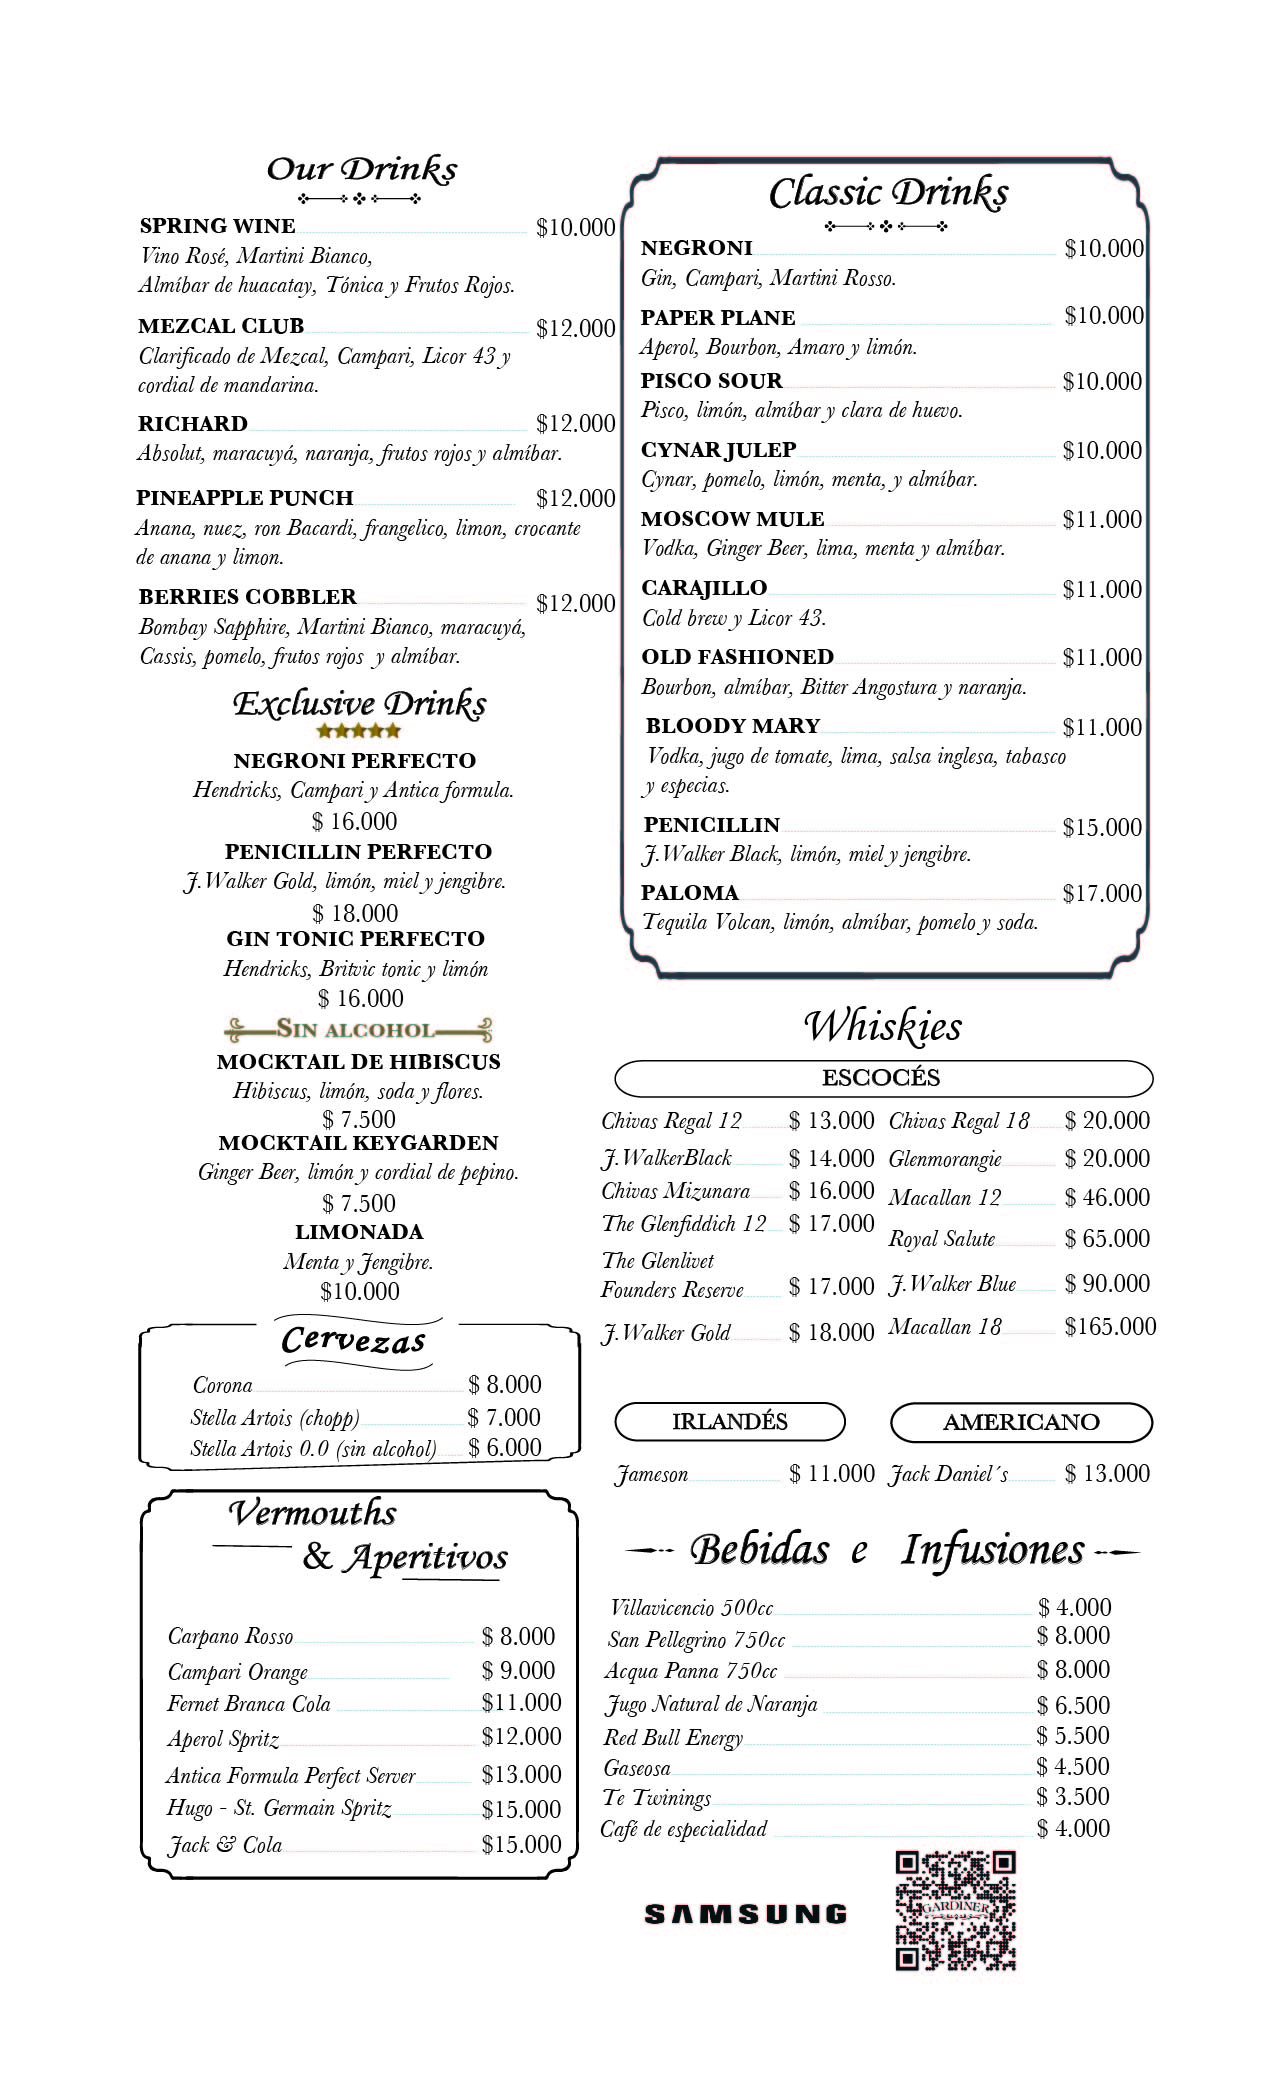 Our Drinks
SPRING WINE $10.000
Vino Rosé, Martini Bianco,
Almíbar de huacatay, Tónica y Frutos Rojos.
MEZCAL CLUB $12.000
Clarificado de Mezcal, Campari, Licor 43 y
cordial de mandarina.
RICHARD $12.000
Absolut, maracuyá, naranja, frutos rojos y almíbar.
PINEAPPLE PUNCH $12.000
Anana, nuez, ron Bacardi, frangelico, limon, crocante
de anana y limon.
BERRIES COBBLER $12.000
Bombay Sapphire, Martini Bianco, maracuyá,
Cassis, pomelo, frutos rojos y almíbar.
Exclusive Drinks
NEGRONI PERFECTO
Hendricks, Campari y Antica formula.
$ 16.000
PENICILLIN PERFECTO
J.Walker Gold, limón, miel y jengibre.
$ 18.000
GIN TONIC PERFECTO
Hendricks, Britvic tonic y limón
$ 16.000
SIN ALCOHOL
MOCKTAIL DE HIBISCUS
Hibiscus, limón, soda y flores.
$ 7.500
MOCKTAIL KEYGARDEN
Ginger Beer, limón y cordial de pepino.
$ 7.500
LIMONADA
Menta y Jengibre.
$10.000
Cervezas
Corona $ 8.000
Stella Artois (chopp) $ 7.000
Stella Artois 0.0 (sin alcohol) $ 6.000
Vermouths
& Aperitivos
Carpano Rosso $ 8.000
Campari Orange $ 9.000
Fernet Branca Cola $11.000
Aperol Spritz $12.000
Antica Formula Perfect Server $13.000
Hugo - St. Germain Spritz $15.000
Jack & Cola $15.000
Classic Drinks
NEGRONI $10.000
Gin, Campari, Martini Rosso.
PAPER PLANE $10.000
Aperol, Bourbon, Amaro y limón.
PISCO SOUR $10.000
Pisco, limón, almíbar y clara de huevo.
CYNAR JULEP $10.000
Cynar, pomelo, limón, menta, y almíbar.
MOSCOW MULE $11.000
Vodka, Ginger Beer, lima, menta y almíbar.
CARAJILLO $11.000
Cold brew y Licor 43.
OLD FASHIONED $11.000
Bourbon, almíbar, Bitter Angostura y naranja.
BLOODY MARY $11.000
Vodka, jugo de tomate, lima, salsa inglesa, tabasco
y especias.
PENICILLIN $15.000
J.Walker Black, limón, miel y jengibre.
PALOMA $17.000
Tequila Volcan, limón, almíbar, pomelo y soda.
Whiskies
ESCOCÉS
Chivas Regal 12 $ 13.000
J.WalkerBlack $ 14.000
Chivas Mizunara $ 16.000
The Glenfiddich 12 $ 17.000
The Glenlivet
Founders Reserve $ 17.000
J.Walker Gold $ 18.000
Chivas Regal 18 $ 20.000
Glenmorangie $ 20.000
Macallan 12 $ 46.000
Royal Salute $ 65.000
J.Walker Blue $ 90.000
Macallan 18 $165.000
IRLANDÉS
Jameson $ 11.000
AMERICANO
Jack Daniel´s $ 13.000
Bebidas e Infusiones
Villavicencio 500cc $ 4.000
San Pellegrino 750cc $ 8.000
Acqua Panna 750cc $ 8.000
Jugo Natural de Naranja $ 6.500
Red Bull Energy $ 5.500
Gaseosa $ 4.500
Te Twinings $ 3.500
Café de especialidad $ 4.000
SAMSUNG
GARDINER